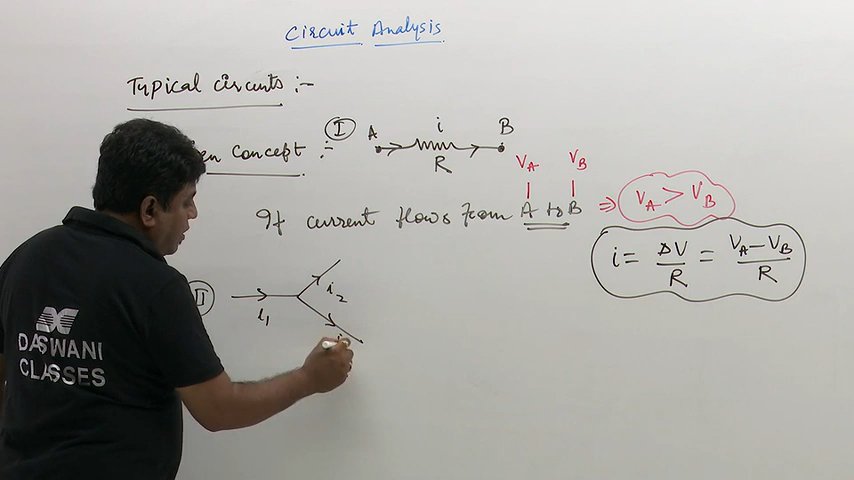 Circuit Analysis
Typical circuits :-
Concept :- I A i B
R
VA VB
If current flows from A to B ⇒ VA > VB
i = ΔV/R = VA-VB/R
II i1 i2
DASWANI
CLASSES